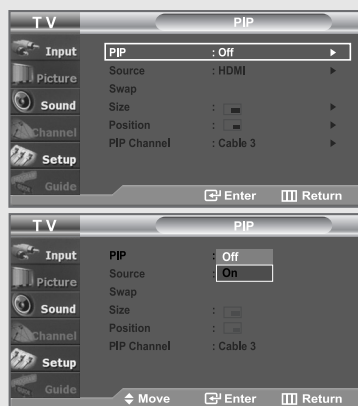 TV PIP
Input
Picture
Sound
Channel
Setup
Guide
PIP : Off
Source : HDMI
Swap
Size :
Position :
PIP Channel : Cable 3
Enter Return
TV PIP
Input
Picture
Sound
Channel
Setup
Guide
PIP : Off
Source : On
Swap
Size :
Position :
PIP Channel : Cable 3
Move Enter Return